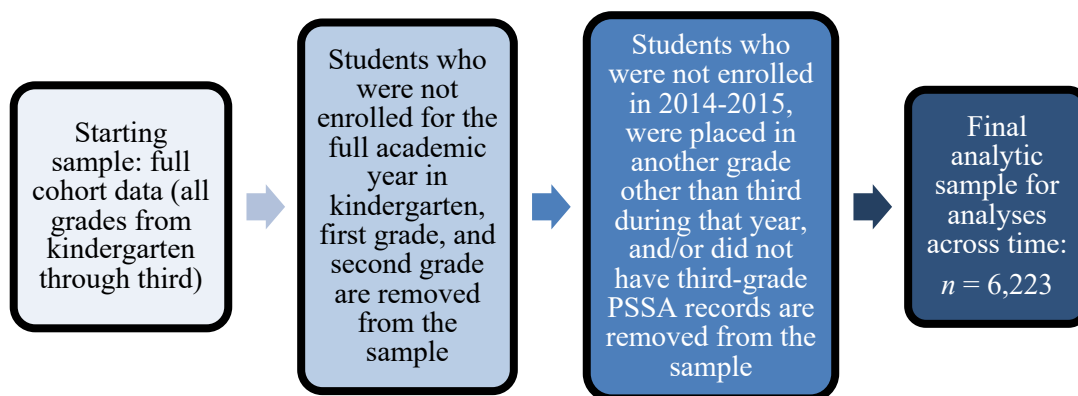 Starting
sample: full
cohort data (all
grades from
kindergarten
through third)
Students who
were not
enrolled for the
full academic
year in
kindergarten,
first grade, and
second grade
are removed
from the
sample
Students who
were not enrolled
in 2014-2015,
were placed in
another grade
other than third
during that year,
and/or did not
have third-grade
PSSA records are
removed from the
sample
Final
analytic
sample for
analyses
across time:
n = 6,223